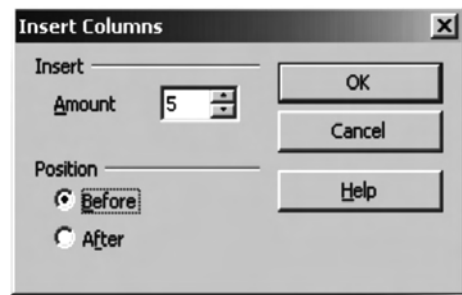 Insert Columns
Insert
Amount 5
Position
Before
After
OK
Cancel
Help